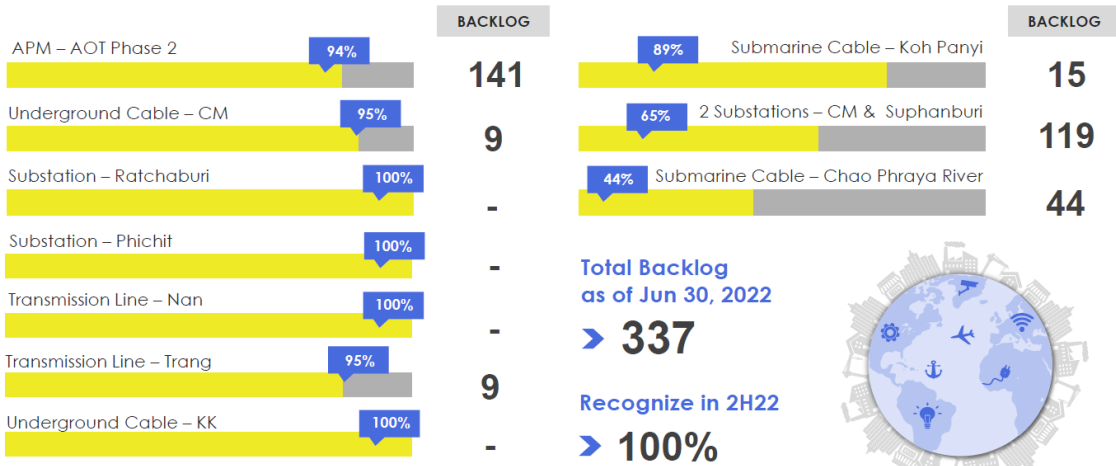 BACKLOG
APM – AOT Phase 2
94%
141
Underground Cable – CM
95%
9
Substation – Ratchaburi
100%
-
Substation – Phichit
100%
-
Transmission Line – Nan
100%
-
Transmission Line – Trang
95%
9
Underground Cable – KK
100%
-
BACKLOG
89%
Submarine Cable – Koh Panyi
15
65%
2 Substations – CM & Suphanburi
119
44%
Submarine Cable – Chao Phraya River
44
Total Backlog
as of Jun 30, 2022
337
Recognize in 2H22
100%